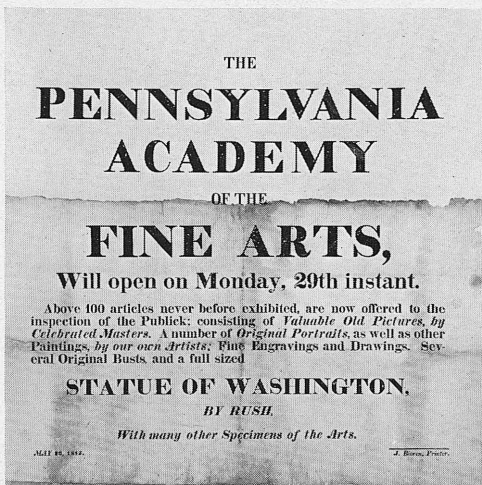 THE
PENNSYLVANIA
ACADEMY
OF THE
FINE ARTS,
Will open on Monday, 29th instant.
Above 100 articles never before exhibited, are now offered to the
inspection of the Publick: consisting of Valuable Old Pictures, by
Celebrated Masters. A number of Original Portraits, as well as other
Paintings, by our own Artists; Fine Engravings and Drawings. Sev-
eral Original Busts, and a full sized
STATUE OF WASHINGTON,
BY RUSH,
With many other Specimens of the Arts.
MAY
J. Bioren, Printer.